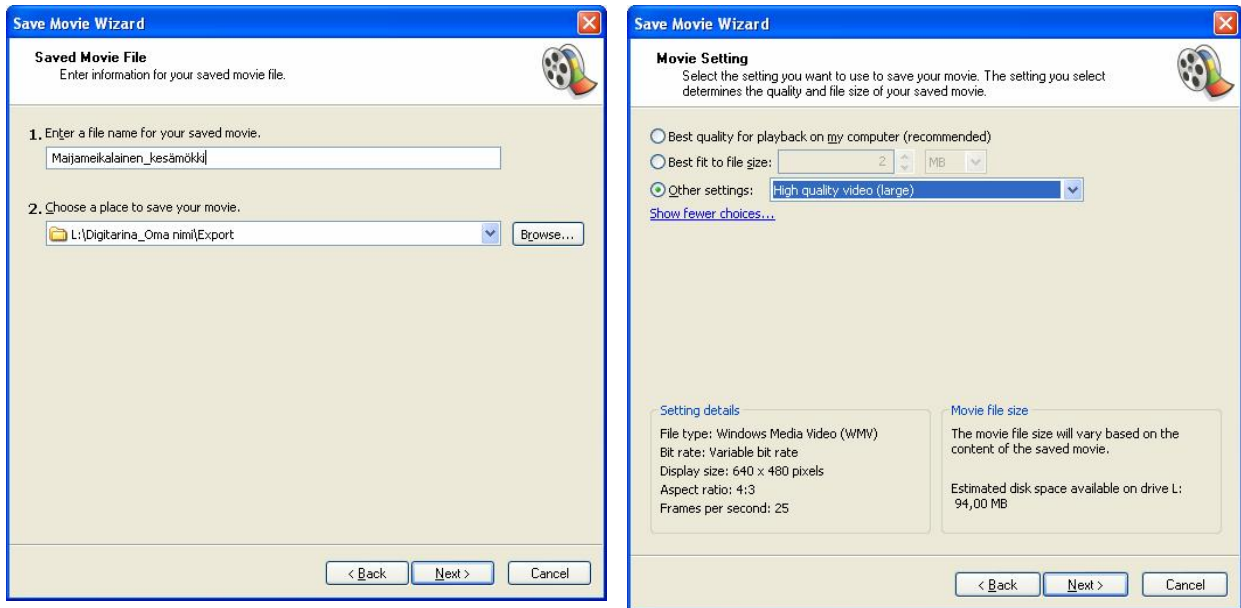 Save Movie Wizard
Saved Movie File
Enter information for your saved movie file.
1. Enter a file name for your saved movie.
Maijameikalainen_kesämökki
2. Choose a place to save your movie.
L:\Digitarina_Oma nimi\Export
Browse...
< Back
Next >
Cancel
Save Movie Wizard
Movie Setting
Select the setting you want to use to save your movie. The setting you select
determines the quality and file size of your saved movie.
Best quality for playback on my computer (recommended)
Best fit to file size: 2 MB
Other settings: High quality video (large)
Show fewer choices...
Setting details
File type: Windows Media Video (WMV)
Bit rate: Variable bit rate
Display size: 640 x 480 pixels
Aspect ratio: 4:3
Frames per second: 25
Movie file size
The movie file size will vary based on the
content of the saved movie.
Estimated disk space available on drive L:
94,00 MB
< Back
Next >
Cancel